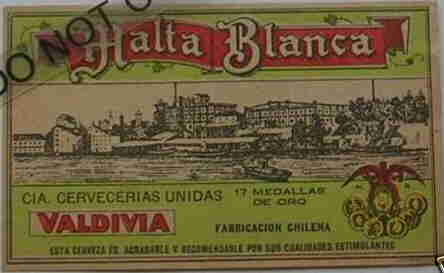 DO NOT
Malta Blanca
CIA. CERVECERIAS UNIDAS
17 MEDALLAS
DE ORO
VALDIVIA
FABRICACION CHILENA
ESTA CERVEZA ES AGRADABLE Y RECOMENDABLE POR SUS CUALIDADES ESTIMULANTES